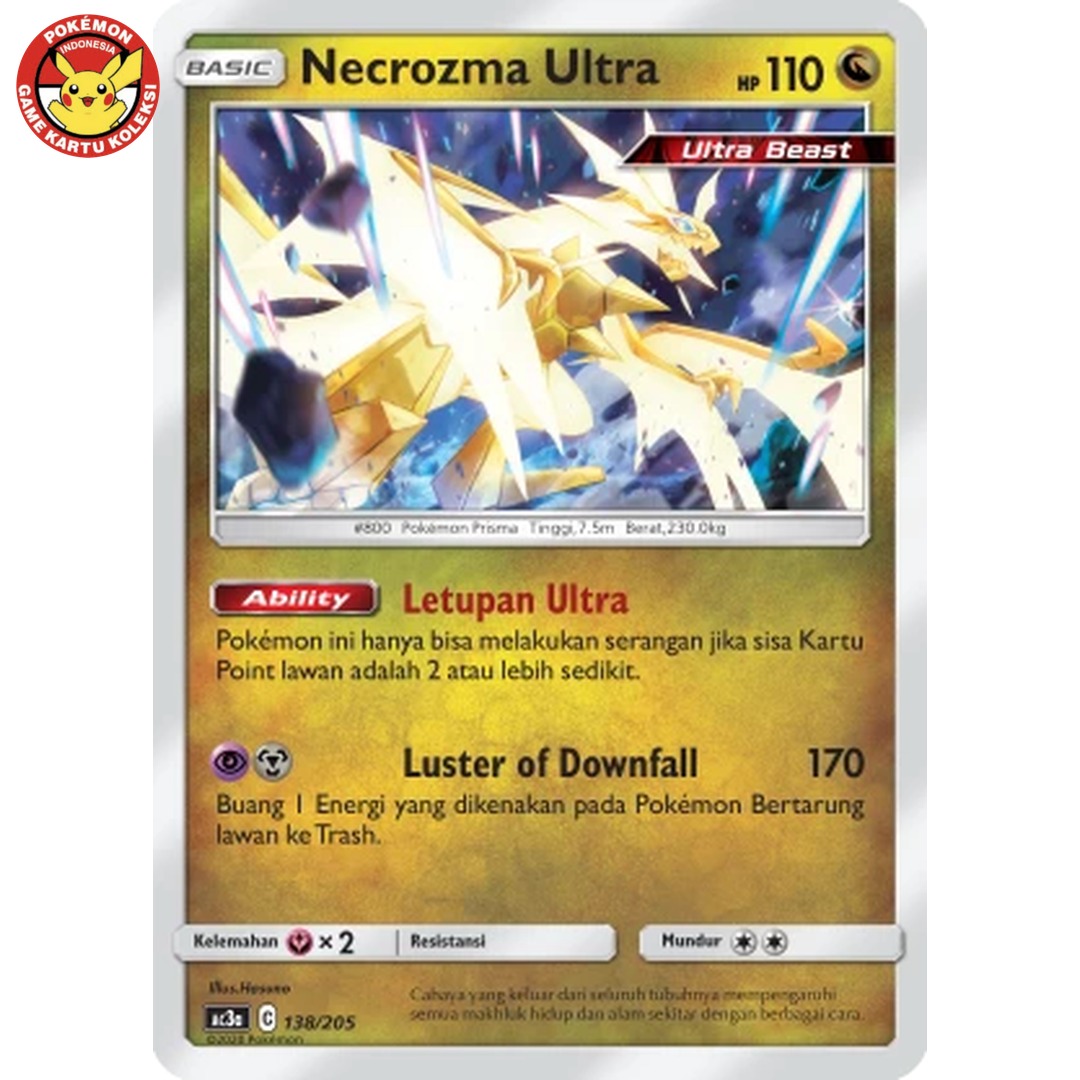 POKÉMON
INDONESIA
GAME KARTU KOLEKSI
BASIC
Necrozma Ultra
HP 110
Ultra Beast
#800 Pokémon Prisma Tinggi,7.5m Berat,230.0kg
Ability Letupan Ultra
Pokémon ini hanya bisa melakukan serangan jika sisa Kartu
Point lawan adalah 2 atau lebih sedikit.
Luster of Downfall 170
Buang 1 Energi yang dikenakan pada Pokémon Bertarung
lawan ke Trash.
Kelemahan × 2 Resistansi Mundur
Illus.Hasuno
Cahaya yang keluar dari seluruh tubuhnya mempengaruhi
semua makhluk hidup dan alam sekitar dengan berbagai cara.
C 138/205
©2020 Pokémon